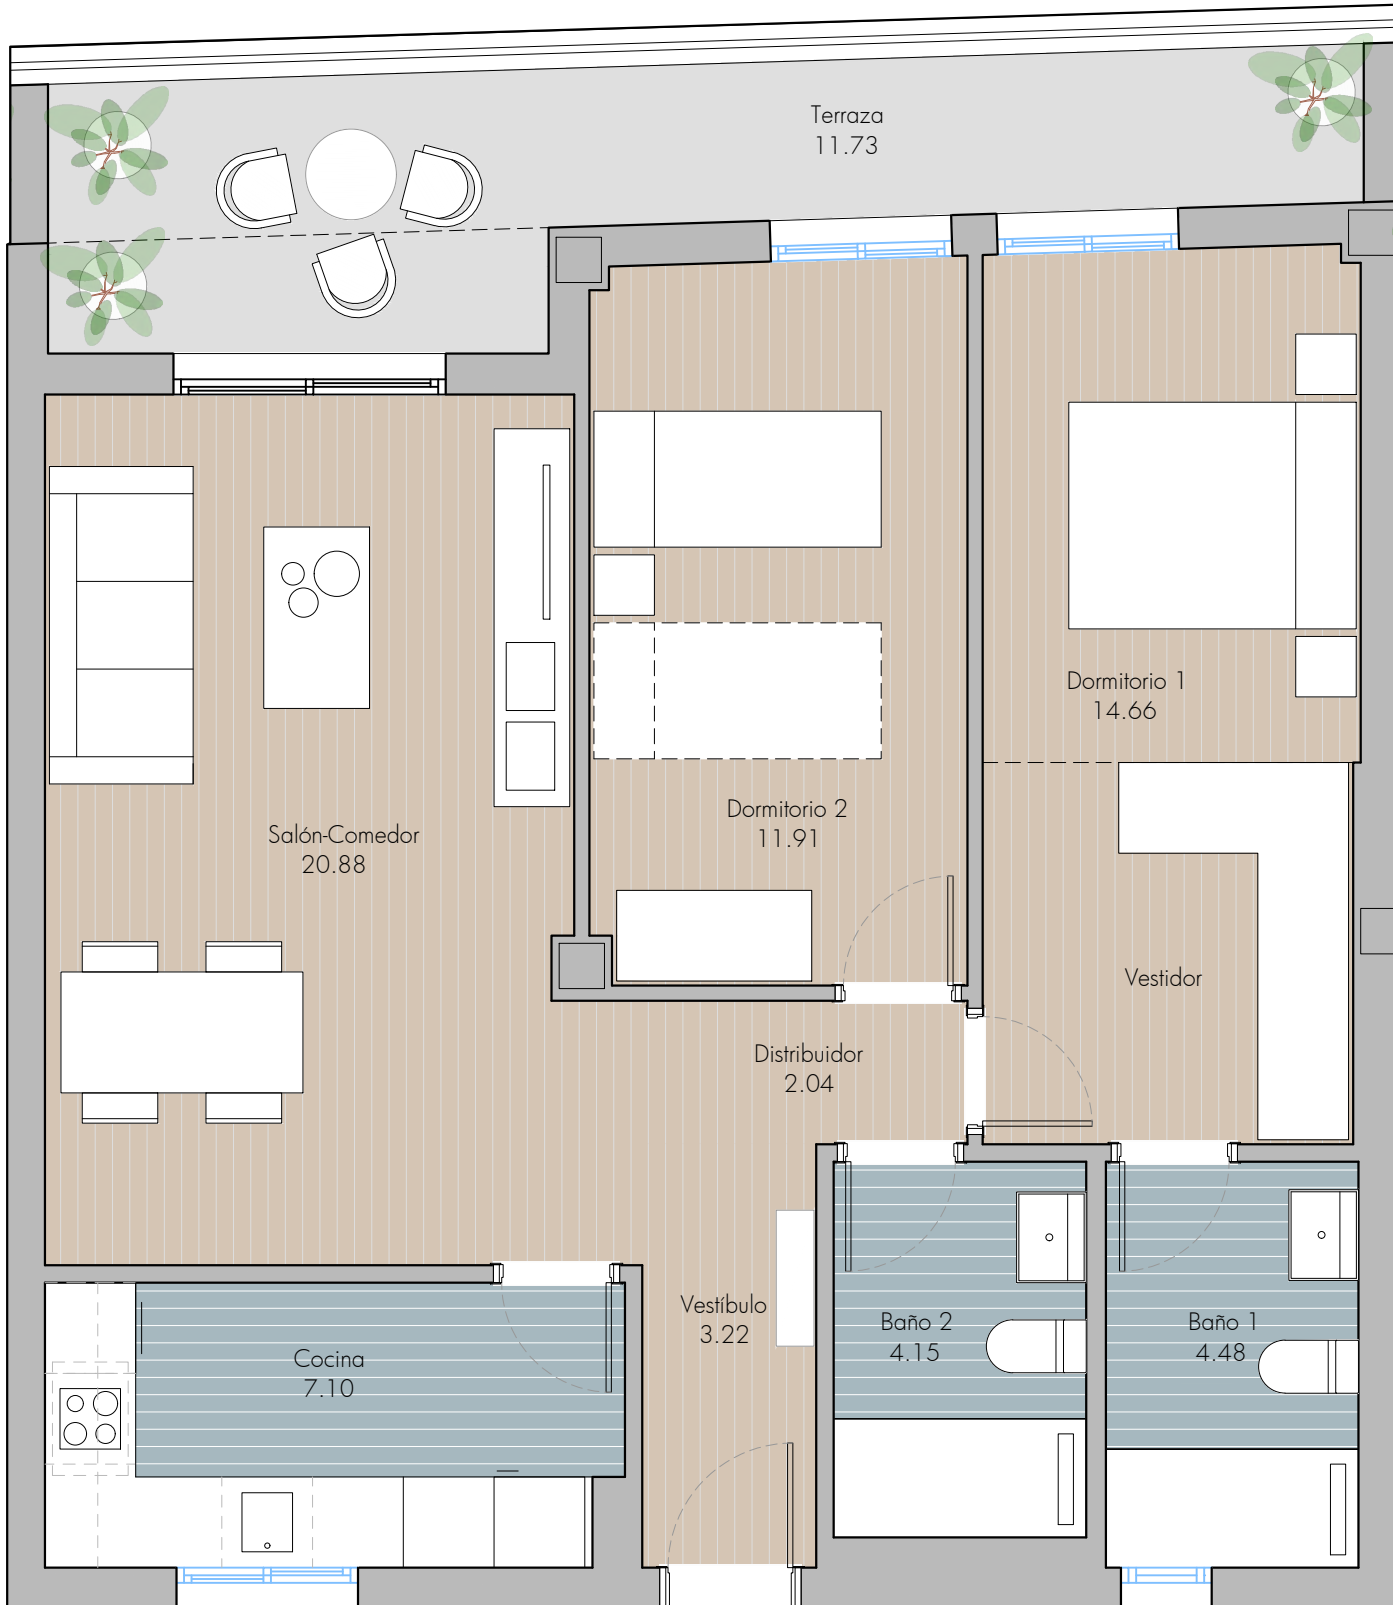 Terraza
11.73
Dormitorio 1
14.66
Dormitorio 2
11.91
Salón-Comedor
20.88
Vestidor
Distribuidor
2.04
Vestíbulo
3.22
Baño 2
4.15
Baño 1
4.48
Cocina
7.10